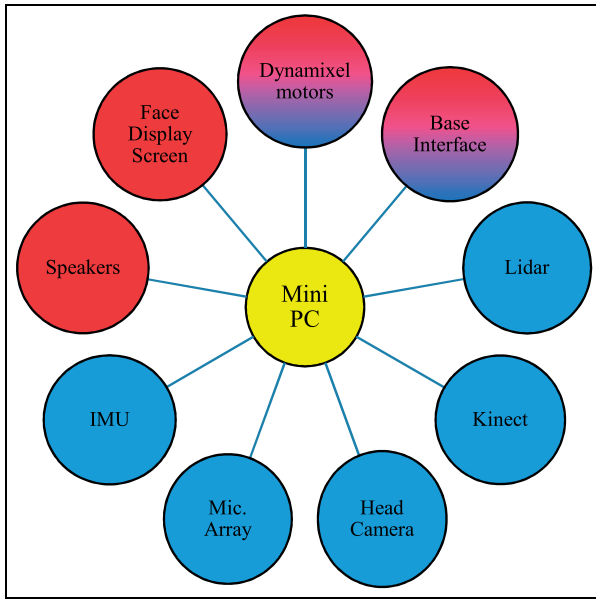 Dynamixel
motors
Face
Display
Screen
Base
Interface
Speakers
Lidar
Mini
PC
IMU
Kinect
Mic.
Array
Head
Camera